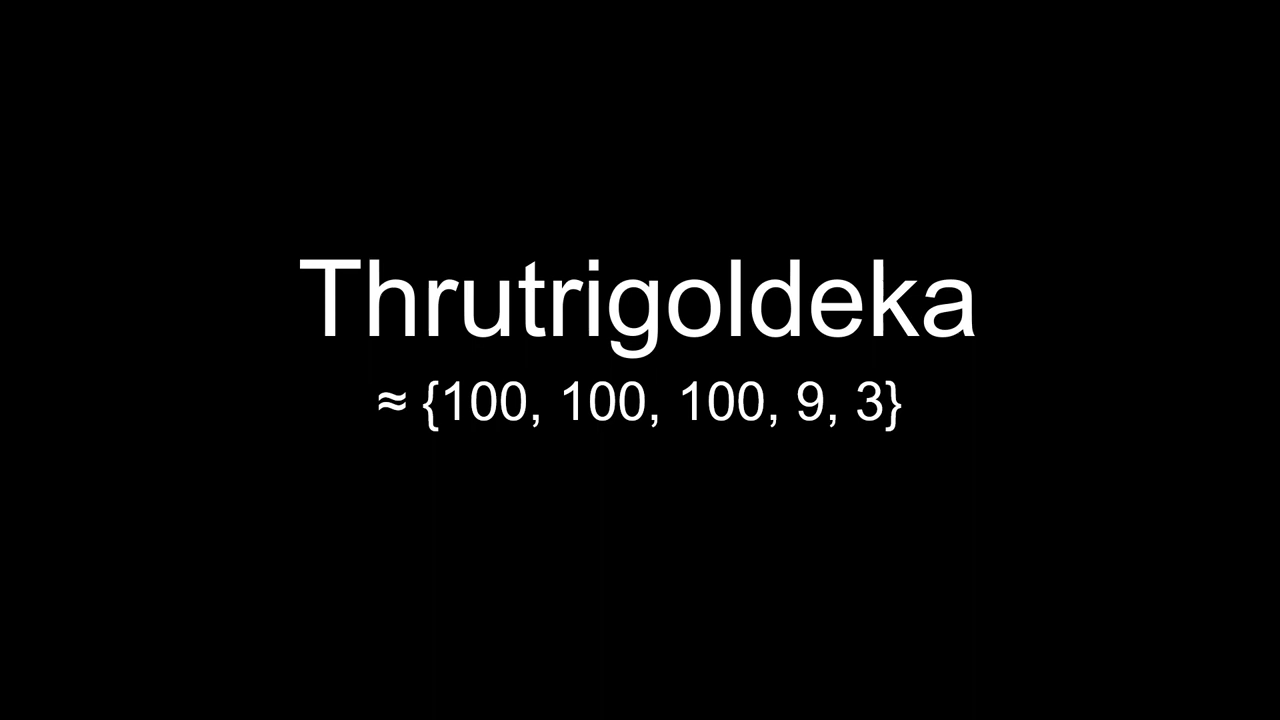 Thrutrigoldeka
≈ {100, 100, 100, 9, 3}